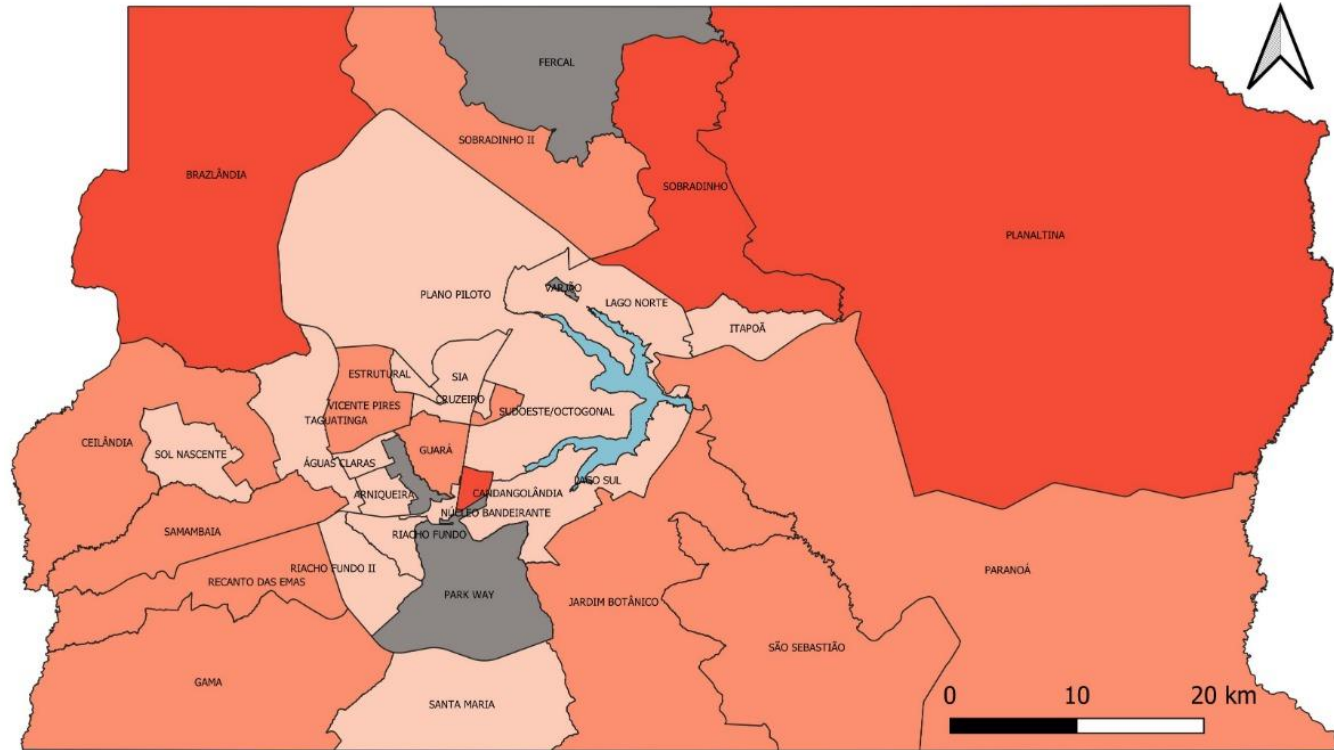 FERCAL
SOBRADINHO II
BRAZLÂNDIA
SOBRADINHO
PLANALTINA
PLANO PILOTO
VARJÃO
LAGO NORTE
ITAPOÃ
ESTRUTURAL
SIA
CRUZEIRO
VICENTE PIRES
SUDOESTE/OCTOGONAL
TAGUATINGA
CEILÂNDIA
SOL NASCENTE
GUARÁ
ÁGUAS CLARAS
LAGO SUL
ARNIQUEIRA
CANDANGOLÂNDIA
NÚCLEO BANDEIRANTE
SAMAMBAIA
RIACHO FUNDO
RIACHO FUNDO II
PARANOÁ
RECANTO DAS EMAS
PARK WAY
JARDIM BOTÂNICO
SÃO SEBASTIÃO
GAMA
SANTA MARIA
0 10 20 km